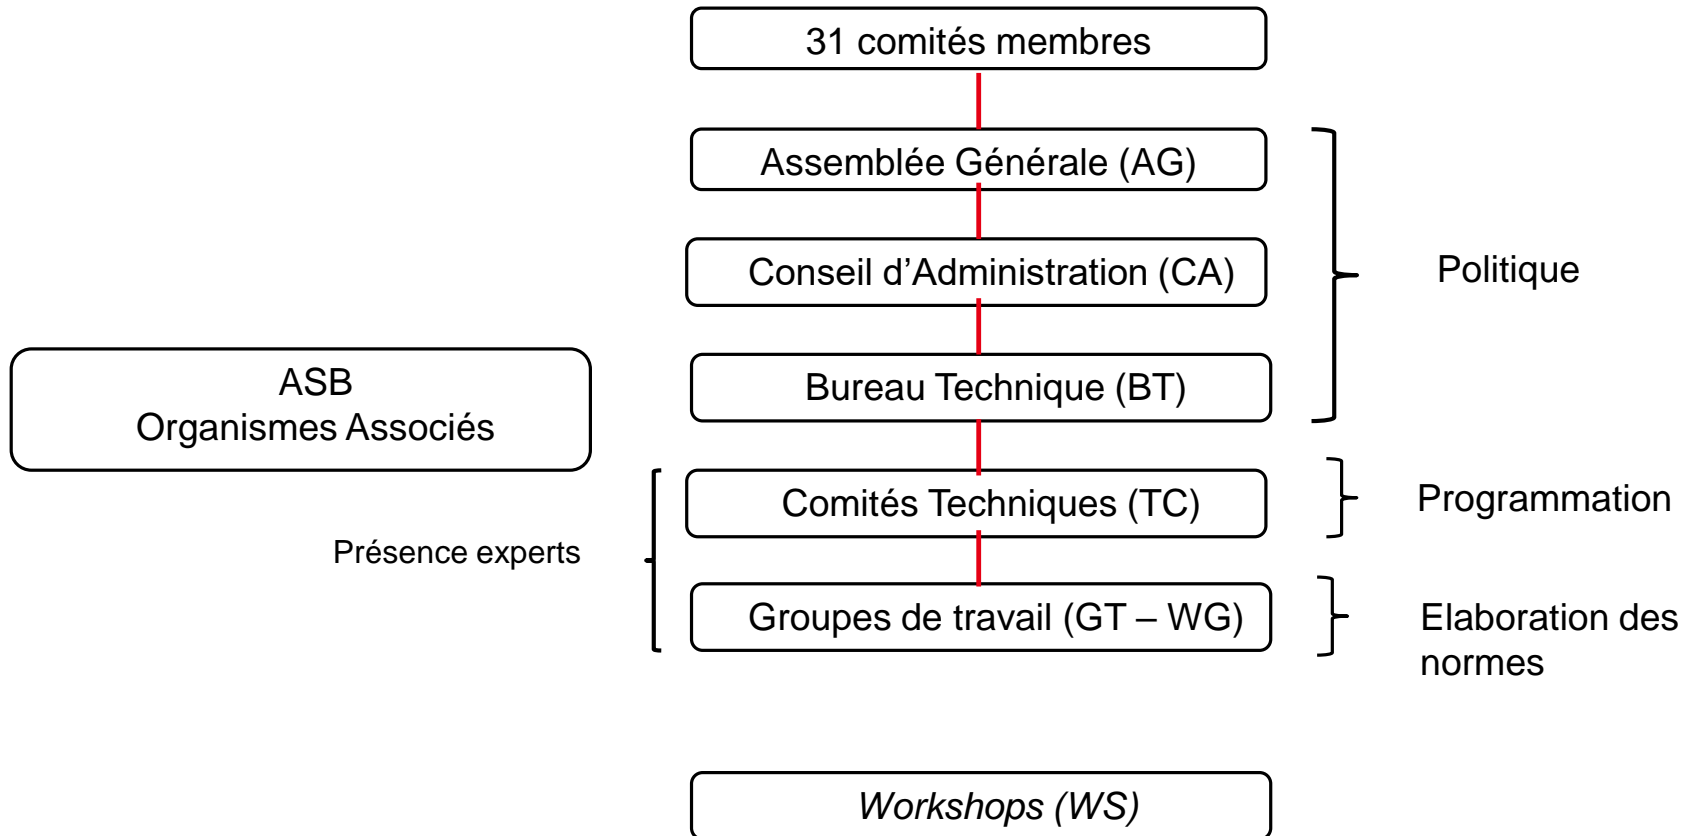 31 comités membres
Assemblée Générale (AG)
Conseil d’Administration (CA)
Politique
Bureau Technique (BT)
ASB
Organismes Associés
Comités Techniques (TC)
Programmation
Présence experts
Groupes de travail (GT – WG)
Elaboration des
normes
Workshops (WS)